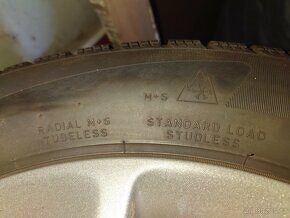 M+S
RADIAL M+S
TUBELESS
STANDARD LOAD
STUDLESS